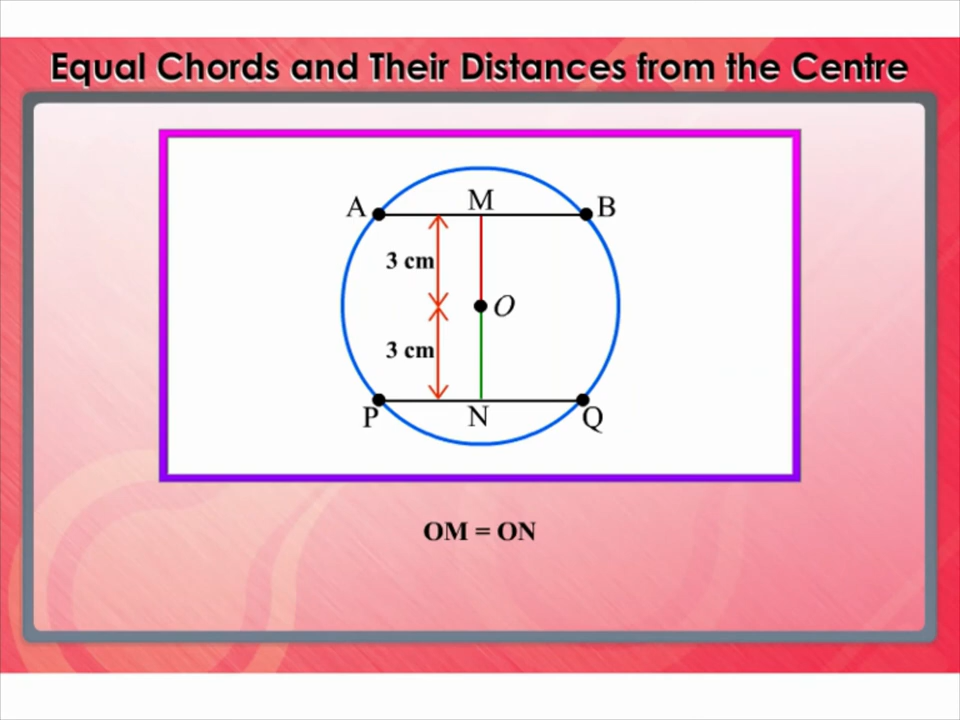 Equal Chords and Their Distances from the Centre
A M B
3 cm
O
3 cm
P N Q
OM = ON